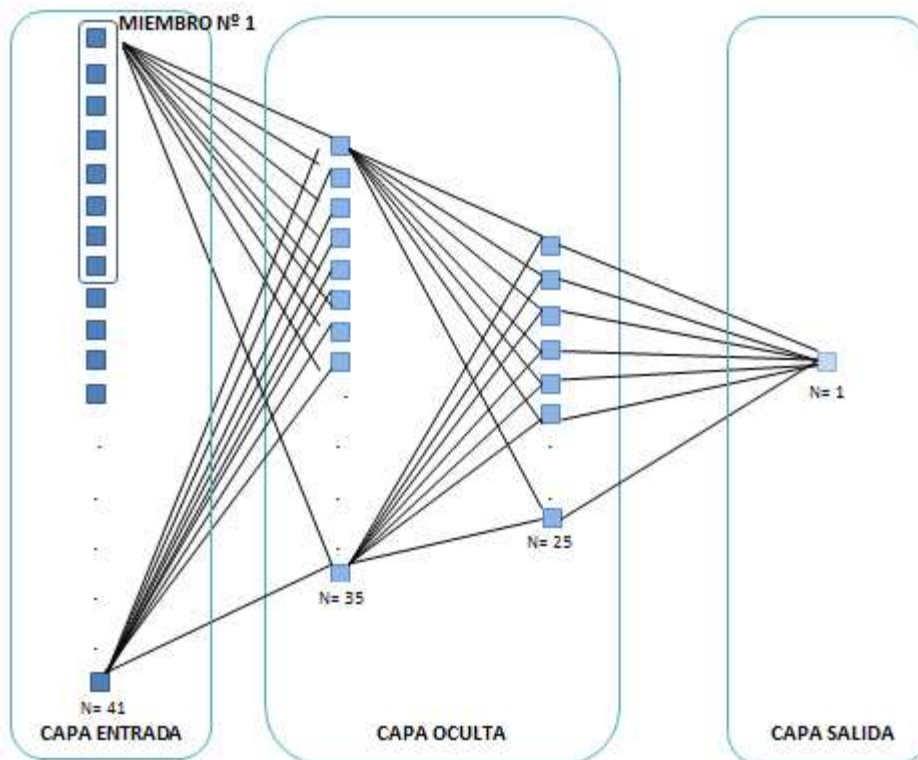 MIEMBRO Nº 1
N= 1
N= 25
N= 35
N= 41
CAPA ENTRADA
CAPA OCULTA
CAPA SALIDA